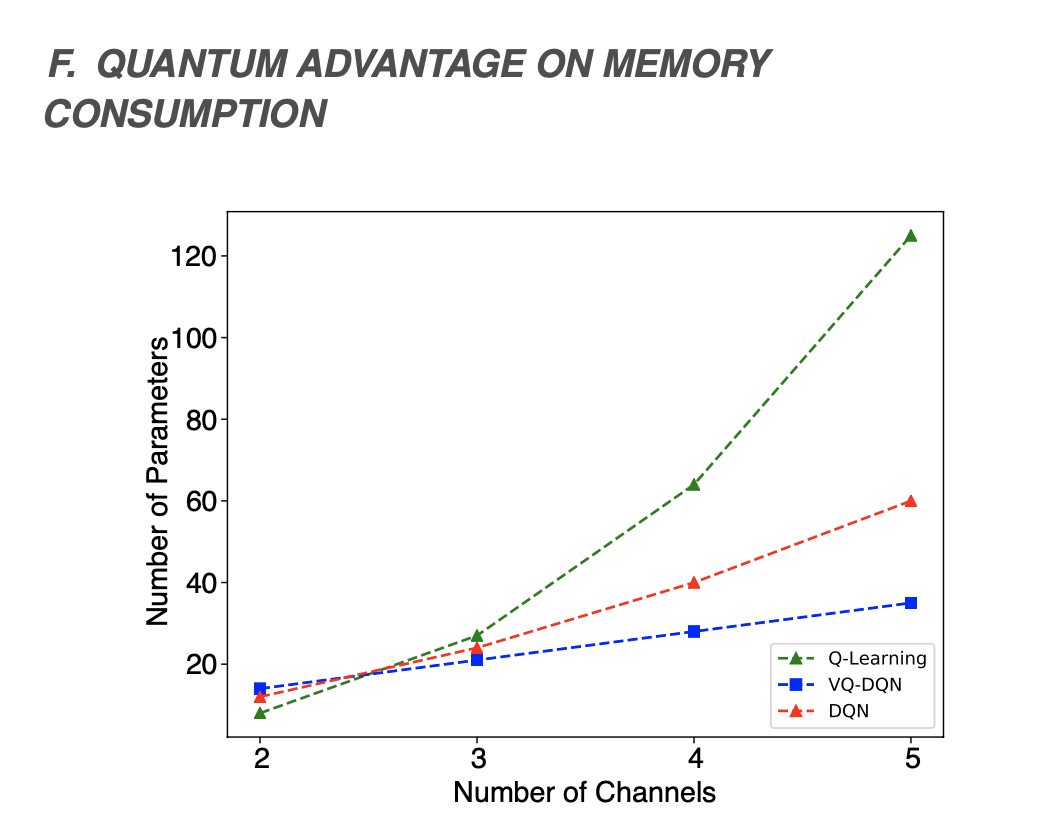 F. QUANTUM ADVANTAGE ON MEMORY
CONSUMPTION
120
100
80
60
40
20
Number of Parameters
2 3 4 5
Number of Channels
Q-Learning
VQ-DQN
DQN